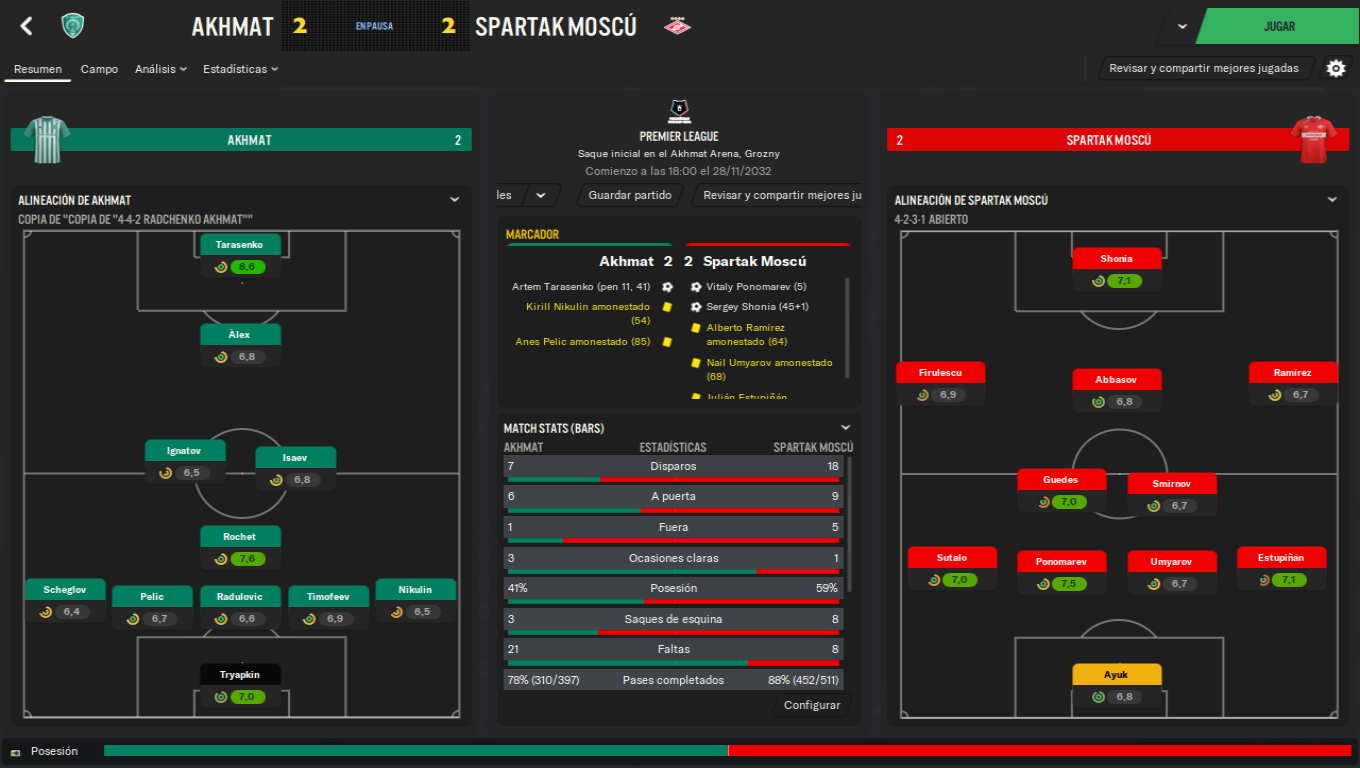 AKHMAT 2 EN PAUSA 2 SPARTAK MOSCÚ
JUGAR
Resumen Campo Análisis Estadísticas
Revisar y compartir mejores jugadas
AKHMAT 2
PREMIER LEAGUE
Saque inicial en el Akhmat Arena, Grozny
Comienzo a las 18:00 el 28/11/2032
les Guardar partido Revisar y compartir mejores ju
2 SPARTAK MOSCÚ
ALINEACIÓN DE AKHMAT
COPIA DE "COPIA DE "4-4-2 RADCHENKO AKHMAT""
Tarasenko
8,6
Àlex
6,8
Ignatov
6,5
Isaev
6,8
Rochet
7,6
Scheglov
6,4
Pelic
6,7
Radulovic
6,6
Timofeev
6,9
Nikulin
6,5
Tryapkin
7,0
MARCADOR
Akhmat 2 2 Spartak Moscú
Artem Tarasenko (pen 11, 41)
Kirill Nikulin amonestado
(54)
Anes Pelic amonestado (85)
Vitaly Ponomarev (5)
Sergey Shonia (45+1)
Alberto Ramírez
amonestado (64)
Nail Umyarov amonestado
(68)
Julián Estupiñán
MATCH STATS (BARS)
AKHMAT ESTADÍSTICAS SPARTAK MOSCÚ
7 Disparos 18
6 A puerta 9
1 Fuera 5
3 Ocasiones claras 1
41% Posesión 59%
3 Saques de esquina 8
21 Faltas 8
78% (310/397) Pases completados 88% (452/511)
Configurar
ALINEACIÓN DE SPARTAK MOSCÚ
4-2-3-1 ABIERTO
Shonia
7,1
Firulescu
6,9
Abbasov
6,8
Ramírez
6,7
Guedes
7,0
Smirnov
6,7
Sutalo
7,0
Ponomarev
7,5
Umyarov
6,7
Estupiñán
7,1
Ayuk
6,8
Posesión